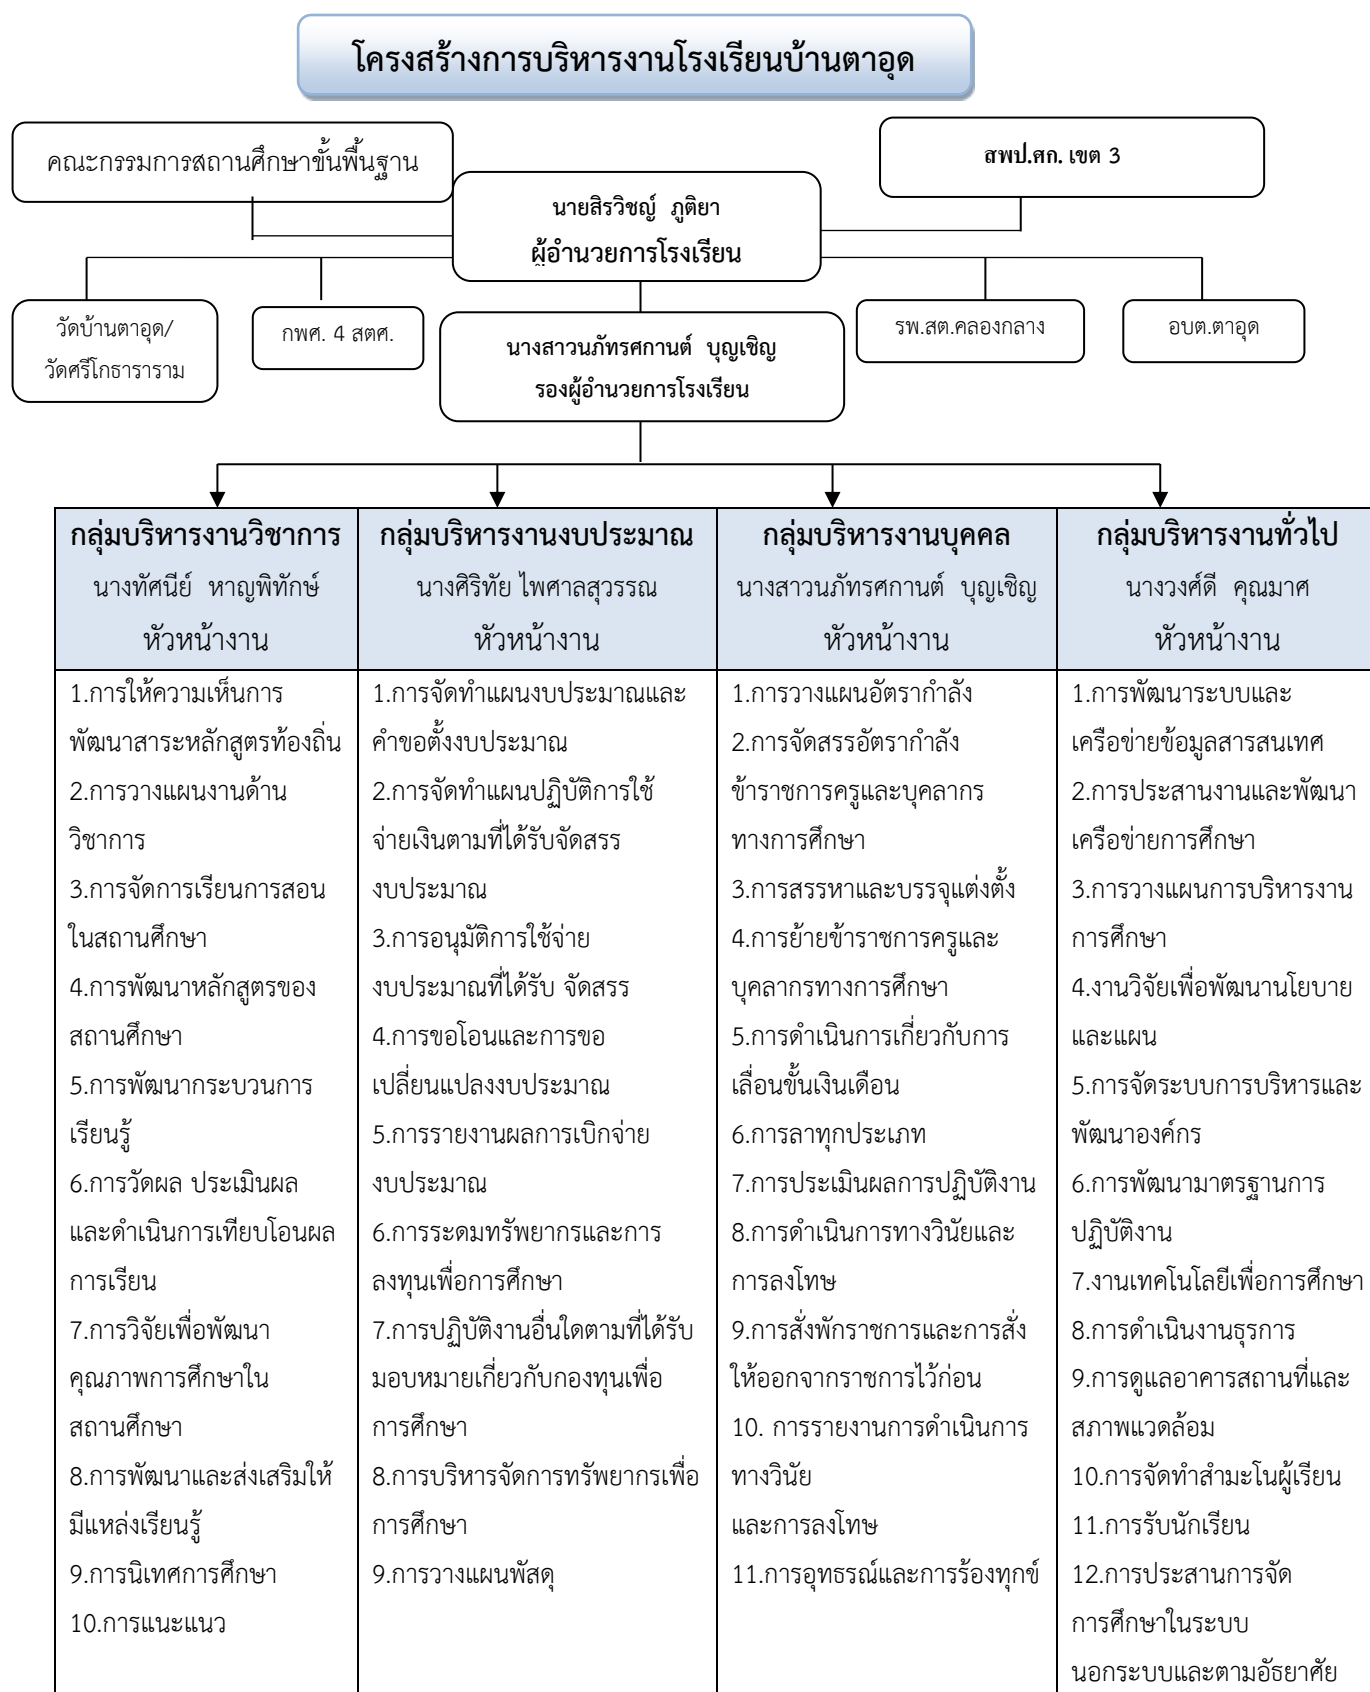 โครงสร้างการบริหารงานโรงเรียนบ้านตาอุด
คณะกรรมการสถานศึกษาขั้นพื้นฐาน
สพป.ศก. เขต 3
นายสิรวิชญ์ ภูติยา
ผู้อำนวยการโรงเรียน
วัดบ้านตาอุด/
วัดศรีโกธาราราม
กพศ. 4 สตศ.
นางสาวนภัทรศกานต์ บุญเชิญ
รองผู้อำนวยการโรงเรียน
รพ.สต.คลองกลาง
อบต.ตาอุด
กลุ่มบริหารงานวิชาการ
นางทัศนีย์ หาญพิทักษ์
หัวหน้างาน
1.การให้ความเห็นการ
พัฒนาสาระหลักสูตรท้องถิ่น
2.การวางแผนงานด้าน
วิชาการ
3.การจัดการเรียนการสอน
ในสถานศึกษา
4.การพัฒนาหลักสูตรของ
สถานศึกษา
5.การพัฒนากระบวนการ
เรียนรู้
6.การวัดผล ประเมินผล
และดำเนินการเทียบโอนผล
การเรียน
7.การวิจัยเพื่อพัฒนา
คุณภาพการศึกษาใน
สถานศึกษา
8.การพัฒนาและส่งเสริมให้
มีแหล่งเรียนรู้
9.การนิเทศการศึกษา
10.การแนะแนว
กลุ่มบริหารงานงบประมาณ
นางศิริทัย ไพศาลสุวรรณ
หัวหน้างาน
1.การจัดทำแผนงบประมาณและ
คำขอตั้งงบประมาณ
2.การจัดทำแผนปฏิบัติการใช้
จ่ายเงินตามที่ได้รับจัดสรร
งบประมาณ
3.การอนุมัติการใช้จ่าย
งบประมาณที่ได้รับ จัดสรร
4.การขอโอนและการขอ
เปลี่ยนแปลงงบประมาณ
5.การรายงานผลการเบิกจ่าย
งบประมาณ
6.การระดมทรัพยากรและการ
ลงทุนเพื่อการศึกษา
7.การปฏิบัติงานอื่นใดตามที่ได้รับ
มอบหมายเกี่ยวกับกองทุนเพื่อ
การศึกษา
8.การบริหารจัดการทรัพยากรเพื่อ
การศึกษา
9.การวางแผนพัสดุ
กลุ่มบริหารงานบุคคล
นางสาวนภัทรศกานต์ บุญเชิญ
หัวหน้างาน
1.การวางแผนอัตรากำลัง
2.การจัดสรรอัตรากำลัง
ข้าราชการครูและบุคลากร
ทางการศึกษา
3.การสรรหาและบรรจุแต่งตั้ง
4.การย้ายข้าราชการครูและ
บุคลากรทางการศึกษา
5.การดำเนินการเกี่ยวกับการ
เลื่อนขั้นเงินเดือน
6.การลาทุกประเภท
7.การประเมินผลการปฏิบัติงาน
8.การดำเนินการทางวินัยและ
การลงโทษ
9.การสั่งพักราชการและการสั่ง
ให้ออกจากราชการไว้ก่อน
10. การรายงานการดำเนินการ
ทางวินัย
และการลงโทษ
11.การอุทธรณ์และการร้องทุกข์
กลุ่มบริหารงานทั่วไป
นางวงศ์ดี คุณมาศ
หัวหน้างาน
1.การพัฒนาระบบและ
เครือข่ายข้อมูลสารสนเทศ
2.การประสานงานและพัฒนา
เครือข่ายการศึกษา
3.การวางแผนการบริหารงาน
การศึกษา
4.งานวิจัยเพื่อพัฒนานโยบาย
และแผน
5.การจัดระบบการบริหารและ
พัฒนาองค์กร
6.การพัฒนามาตรฐานการ
ปฏิบัติงาน
7.งานเทคโนโลยีเพื่อการศึกษา
8.การดำเนินงานธุรการ
9.การดูแลอาคารสถานที่และ
สภาพแวดล้อม
10.การจัดทำสำมะโนผู้เรียน
11.การรับนักเรียน
12.การประสานการจัด
การศึกษาในระบบ
นอกระบบและตามอัธยาศัย